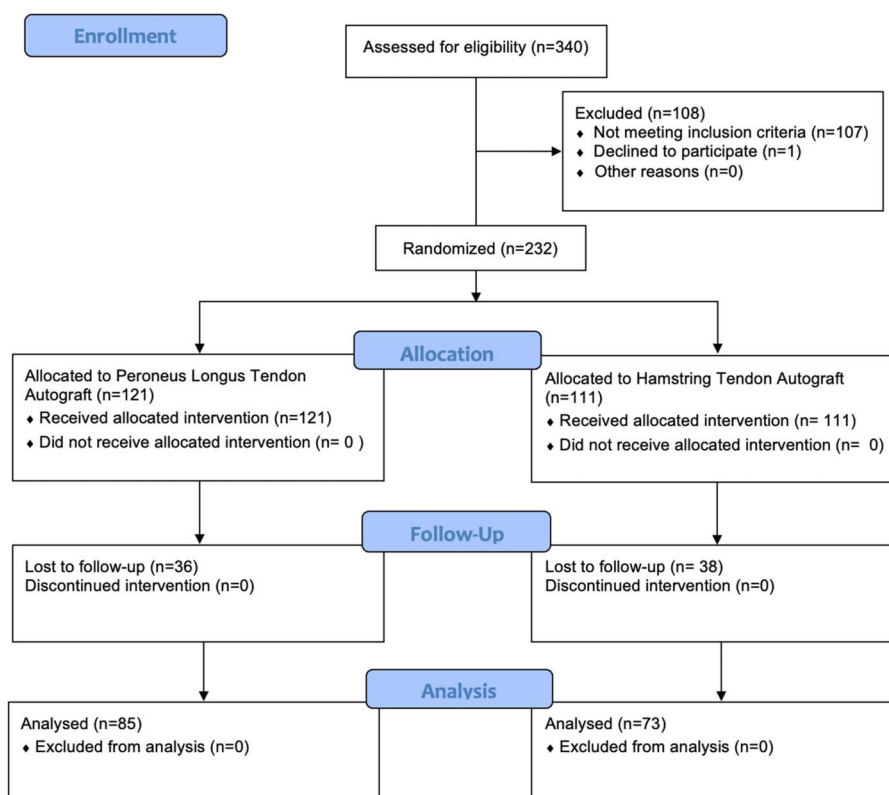 Enrollment
Assessed for eligibility (n=340)
Excluded (n=108)
♦ Not meeting inclusion criteria (n=107)
♦ Declined to participate (n=1)
♦ Other reasons (n=0)
Randomized (n=232)
Allocation
Allocated to Peroneus Longus Tendon
Autograft (n=121)
♦ Received allocated intervention (n=121)
♦ Did not receive allocated intervention (n= 0 )
Allocated to Hamstring Tendon Autograft
(n=111)
♦ Received allocated intervention (n= 111)
♦ Did not receive allocated intervention (n=  0)
Follow-Up
Lost to follow-up (n=36)
Discontinued intervention (n=0)
Lost to follow-up (n= 38)
Discontinued intervention (n=0)
Analysis
Analysed (n=85)
♦ Excluded from analysis (n=0)
Analysed (n=73)
♦ Excluded from analysis (n=0)